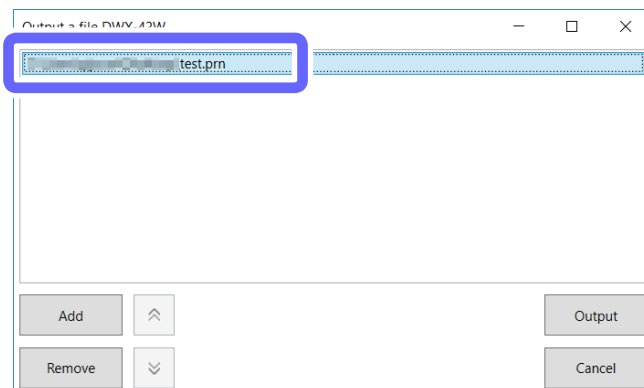 Output a file DWX-42W
test.prn
Add
Output
Remove
Cancel